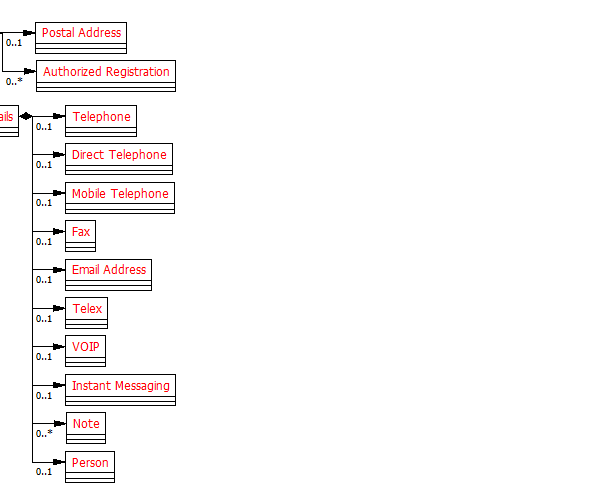 Postal Address
0..1
Authorized Registration
0..*
ails
Telephone
0..1
Direct Telephone
0..1
Mobile Telephone
0..1
Fax
0..1
Email Address
0..1
Telex
0..1
VOIP
0..1
Instant Messaging
0..1
Note
0..*
Person
0..1